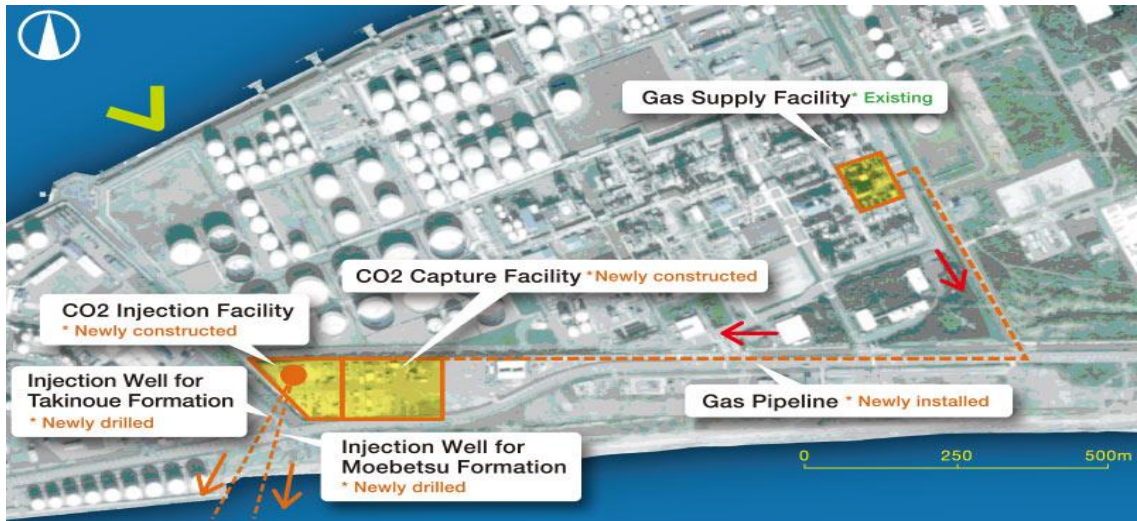 Gas Supply Facility * Existing
CO2 Capture Facility * Newly constructed
CO2 Injection Facility
* Newly constructed
Injection Well for
Takinoue Formation
* Newly drilled
Gas Pipeline * Newly installed
Injection Well for
Moebetsu Formation
* Newly drilled
0 250 500m